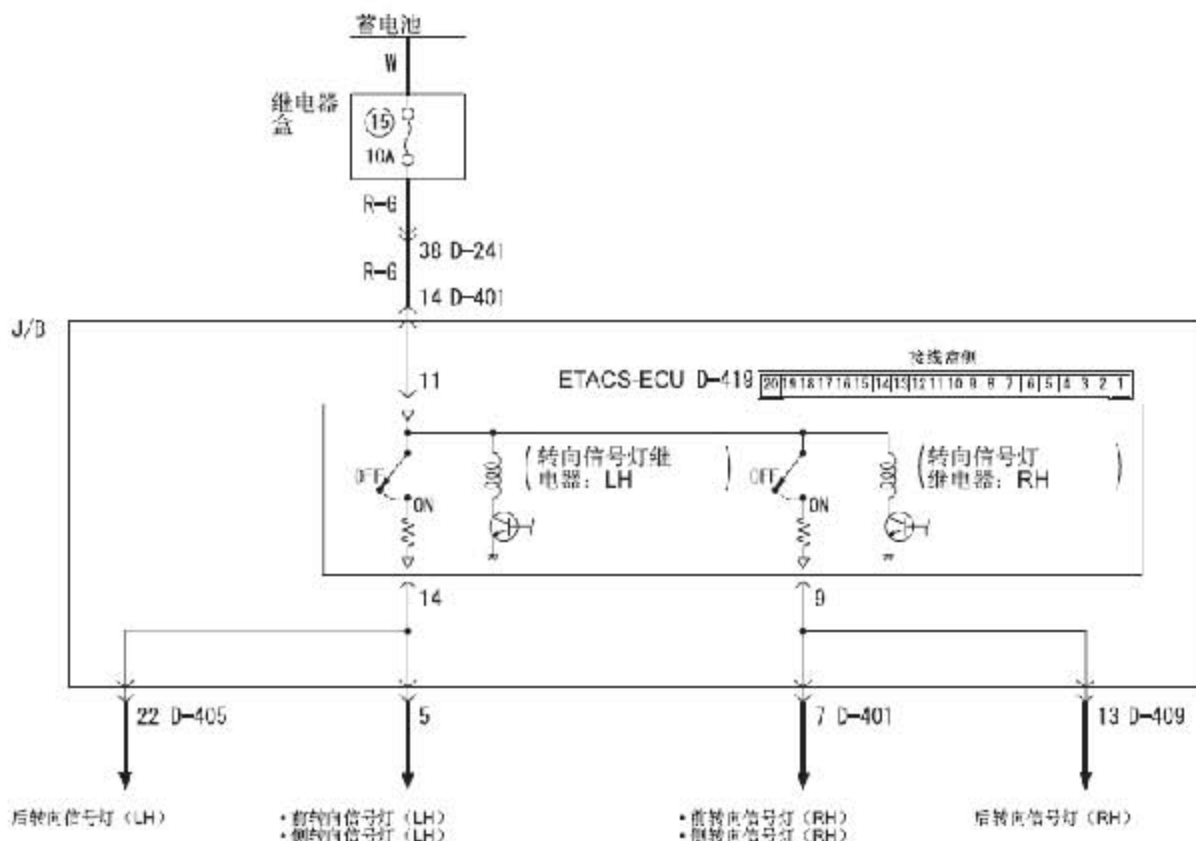 蓄电池
W
继电器
盒
15
10A
R-G
38 D-241
R-G
14 D-401
J/B
11
ETACS-ECU D-419
接线盒侧
20 19 18 17 16 15 14 13 12 11 10 9 8 7 6 5 4 3 2 1
OFF
ON
(转向信号灯继
电器：LH)
OFF
ON
(转向信号灯
继电器：RH)
14
9
22 D-405
5
7 D-401
13 D-409
后转向信号灯（LH）
•前转向信号灯（LH）
•侧转向信号灯（LH）
•前转向信号灯（RH）
•侧转向信号灯（RH）
后转向信号灯（RH）